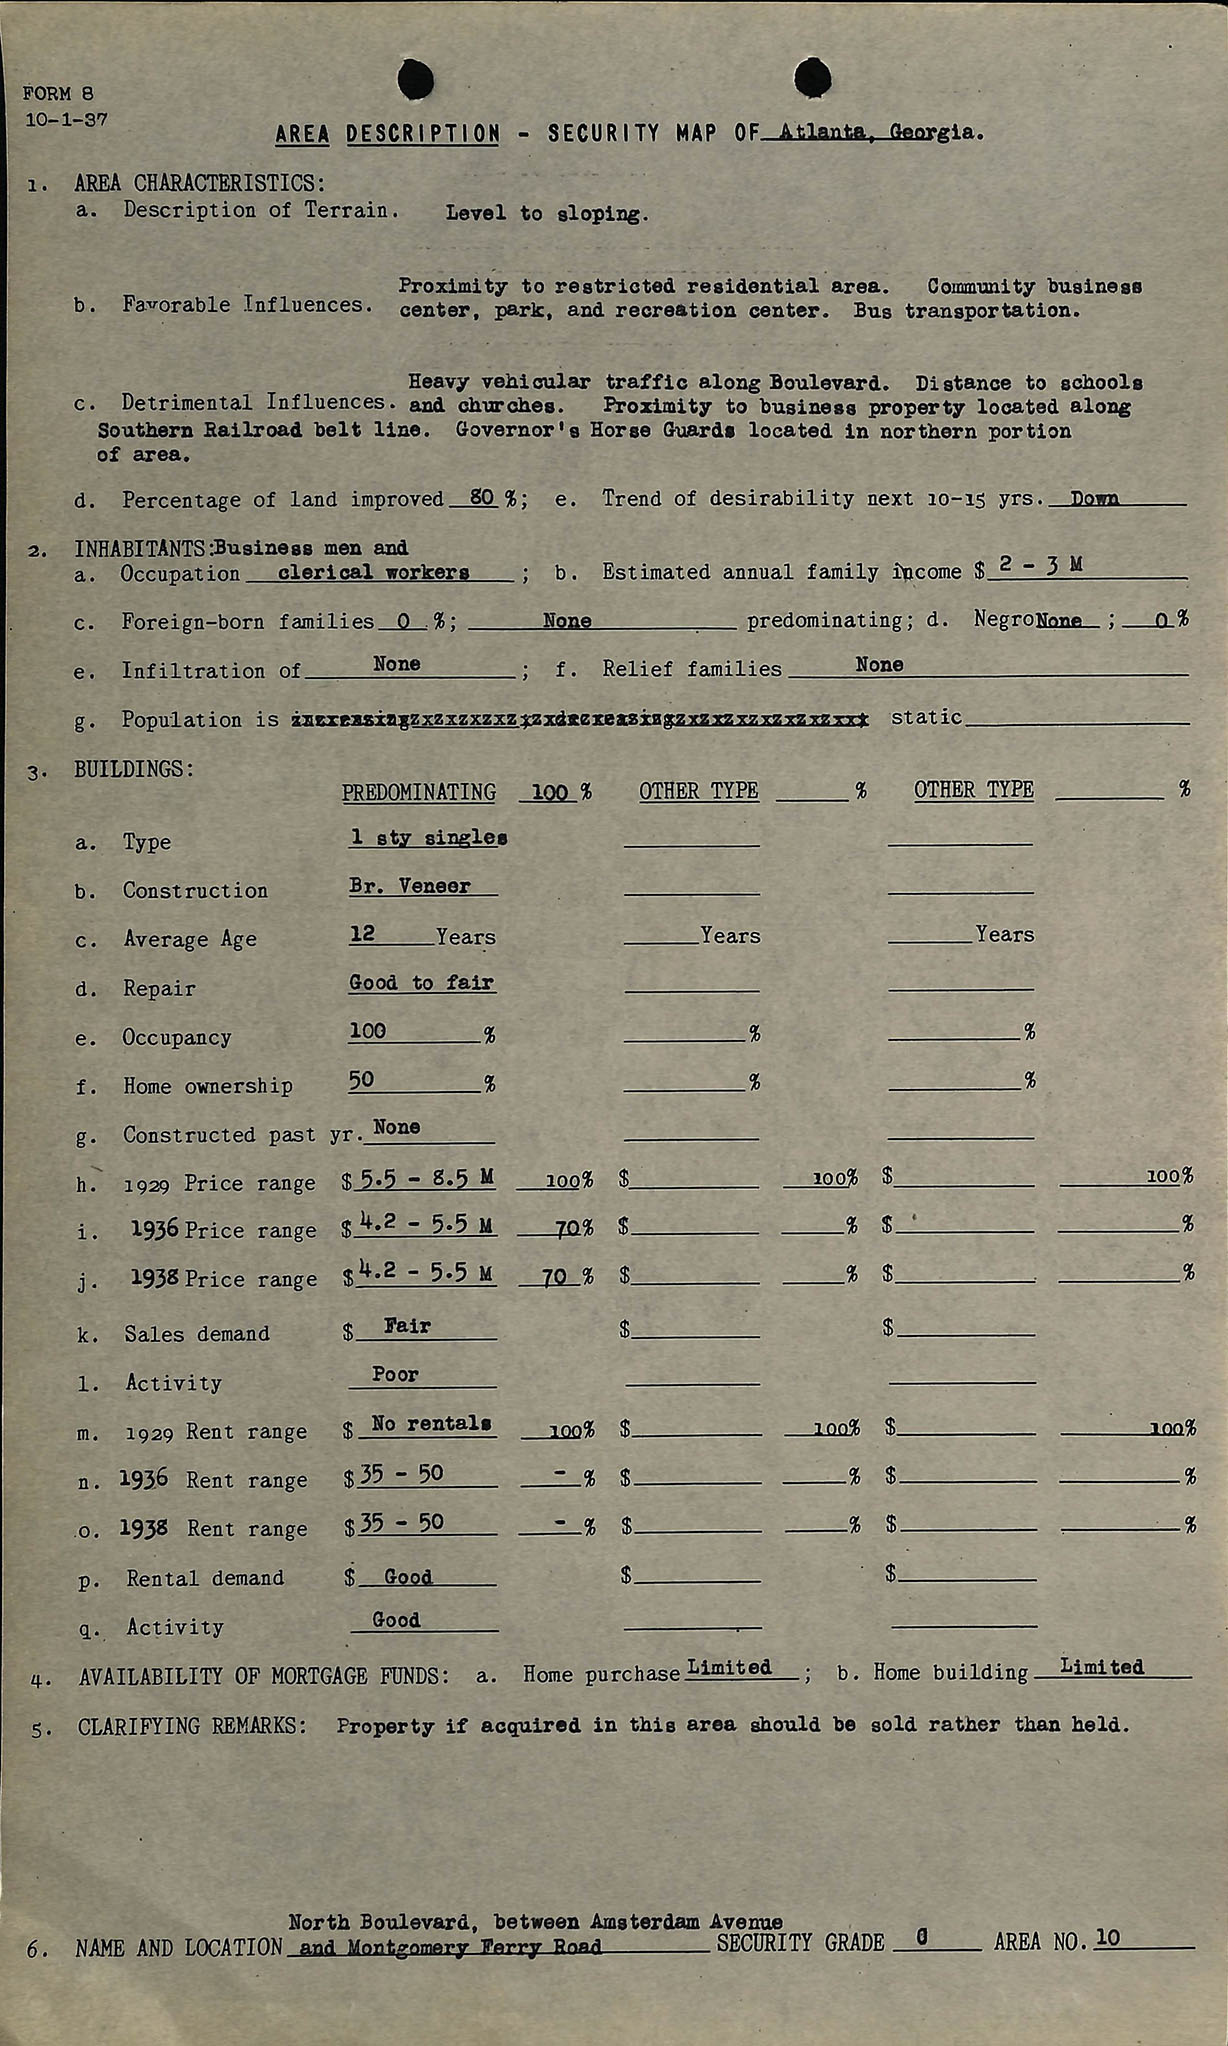 FORM 8
10-1-37
AREA DESCRIPTION - SECURITY MAP OF Atlanta, Georgia.
1. AREA CHARACTERISTICS:
a. Description of Terrain. Level to sloping.
b. Favorable Influences. Proximity to restricted residential area. Community business
center, park, and recreation center. Bus transportation.
Heavy vehicular traffic along Boulevard. Distance to schools
c. Detrimental Influences. and churches. Proximity to business property located along
Southern Railroad belt line. Governor's Horse Guards located in northern portion
of area.
d. Percentage of land improved 80 %; e. Trend of desirability next 10-15 yrs. Down
2. INHABITANTS: Business men and
a. Occupation clerical workers ; b. Estimated annual family income $ 2 - 3 M
c. Foreign-born families 0 %; None predominating; d. Negro None ; 0 %
e. Infiltration of None ; f. Relief families None
g. Population is static
3. BUILDINGS:
PREDOMINATING 100 % OTHER TYPE % OTHER TYPE %
a. Type 1 sty singles
b. Construction Br. Veneer
c. Average Age 12 Years Years Years
d. Repair Good to fair
e. Occupancy 100 % % %
f. Home ownership 50 % % %
g. Constructed past yr. None
h. 1929 Price range $ 5.5 - 8.5 M 100% $ 100% $ 100%
i. 1936 Price range $ 4.2 - 5.5 M 70% $ % $ %
j. 1938 Price range $ 4.2 - 5.5 M 70 % $ % $ %
k. Sales demand $ Fair $ $
l. Activity Poor
m. 1929 Rent range $ No rentals 100% $ 100% $ 100%
n. 1936 Rent range $ 35 - 50 - % $ % $ %
o. 1938 Rent range $ 35 - 50 - % $ % $ %
p. Rental demand $ Good $ $
q. Activity Good
4. AVAILABILITY OF MORTGAGE FUNDS: a. Home purchase Limited ; b. Home building Limited
5. CLARIFYING REMARKS: Property if acquired in this area should be sold rather than held.
North Boulevard, between Amsterdam Avenue
6. NAME AND LOCATION and Montgomery Ferry Road SECURITY GRADE AREA NO. 10